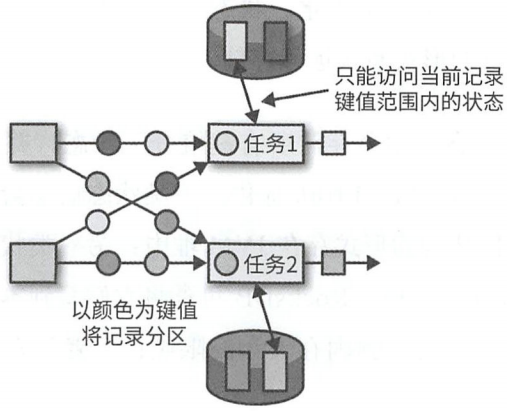 只能访问当前记录
键值范围内的状态
任务1
任务2
以颜色为键值
将记录分区